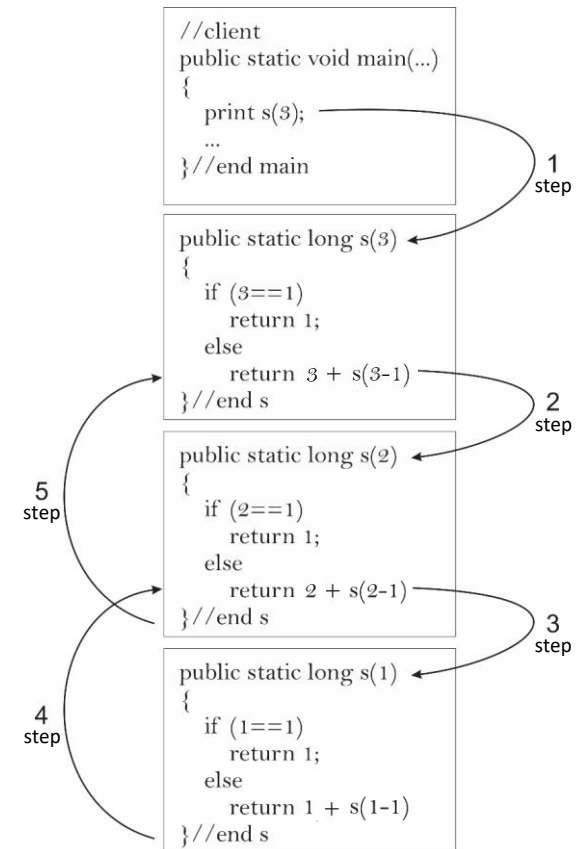 //client
public static void main(...)
{
print s(3);
...
}//end main
1
step
public static long s(3)
{
if (3==1)
return 1;
else
return 3 + s(3-1)
}//end s
2
step
public static long s(2)
{
if (2==1)
return 1;
else
return 2 + s(2-1)
}//end s
5
step
3
step
public static long s(1)
{
if (1==1)
return 1;
else
return 1 + s(1-1)
}//end s
4
step